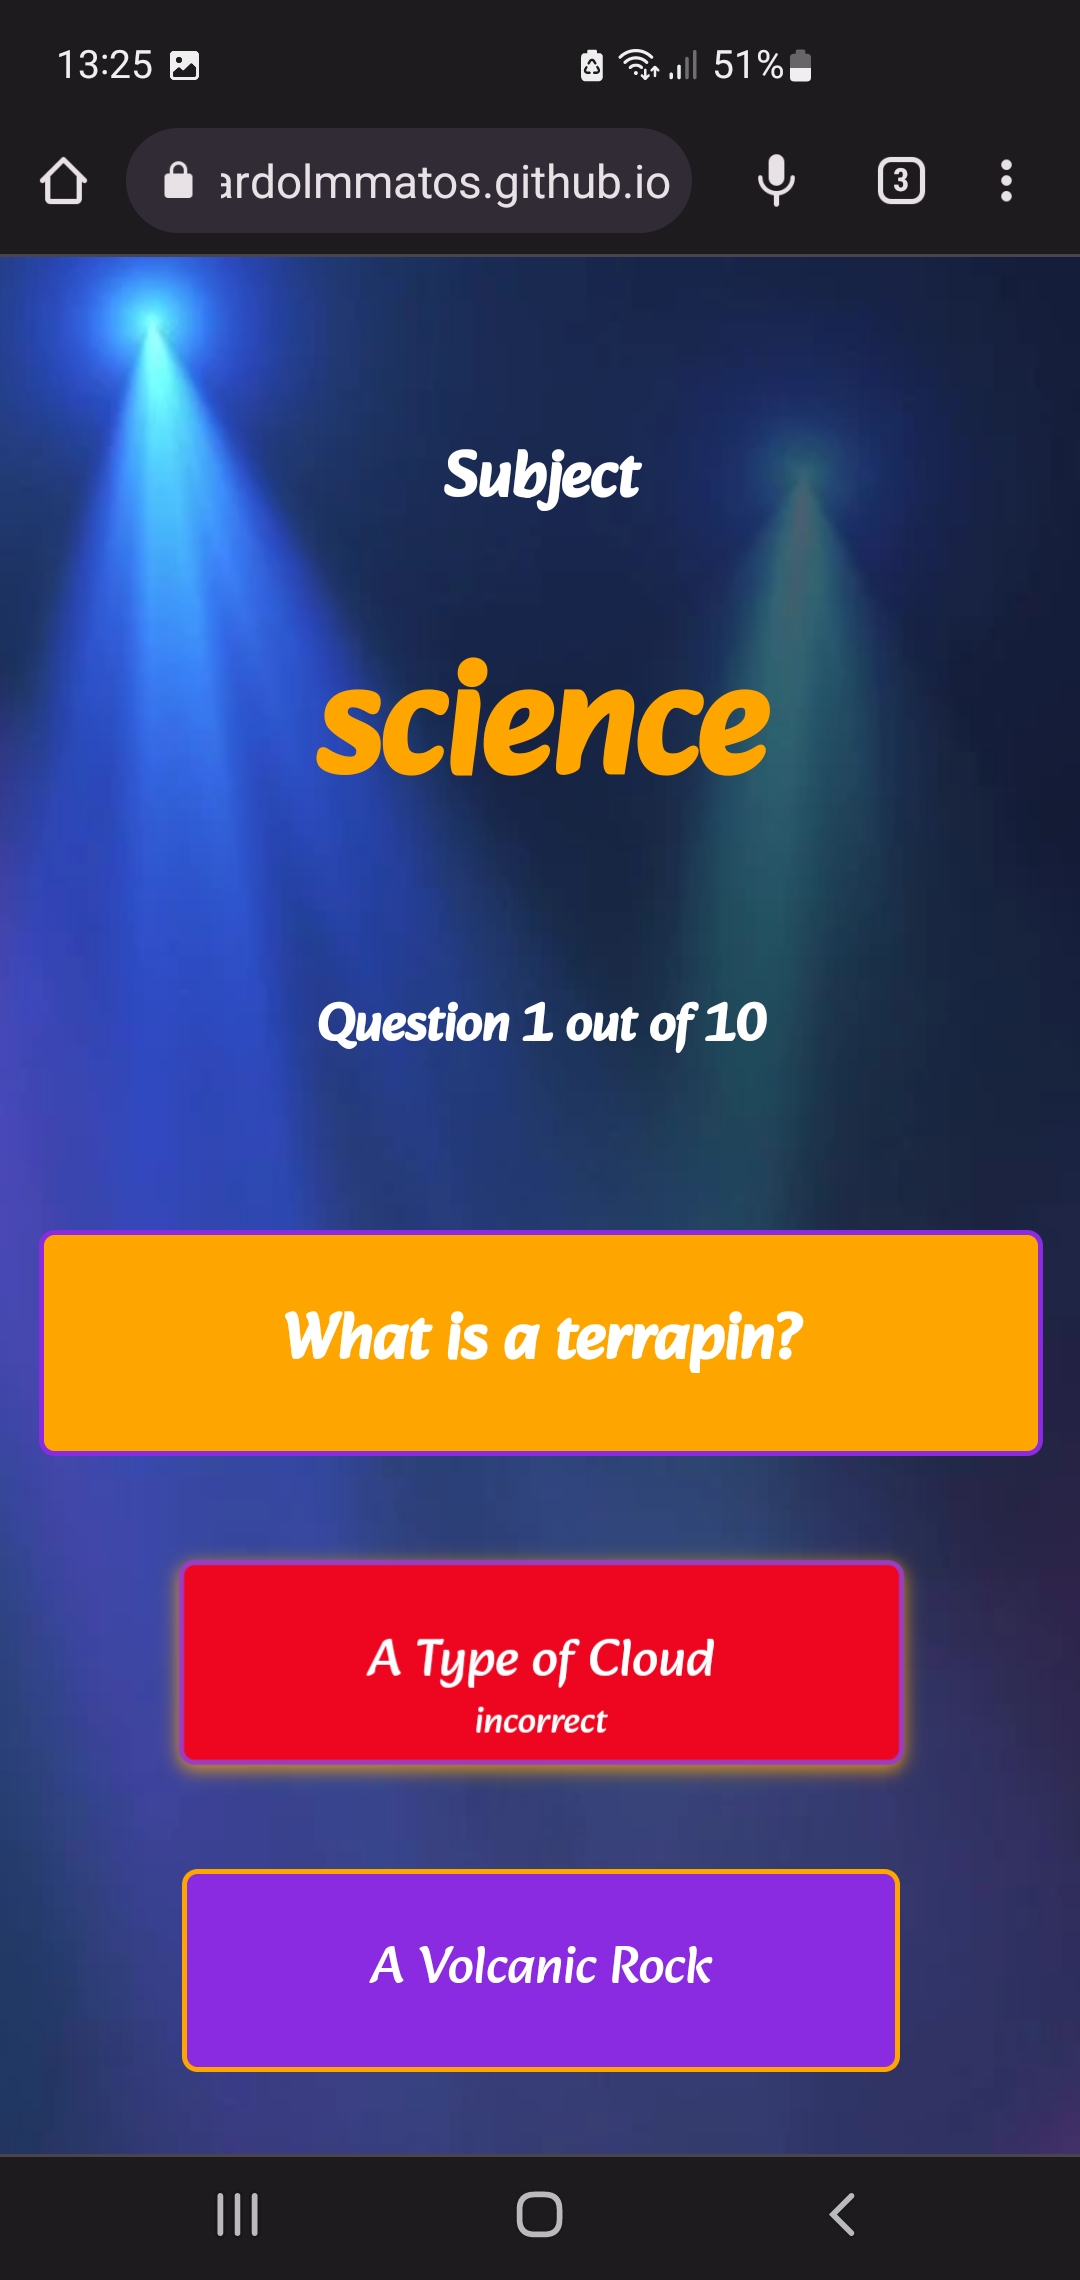 13:25 51%
ardolmmatos.github.io 3
Subject
science
Question 1 out of 10
What is a terrapin?
A Type of Cloud
incorrect
A Volcanic Rock